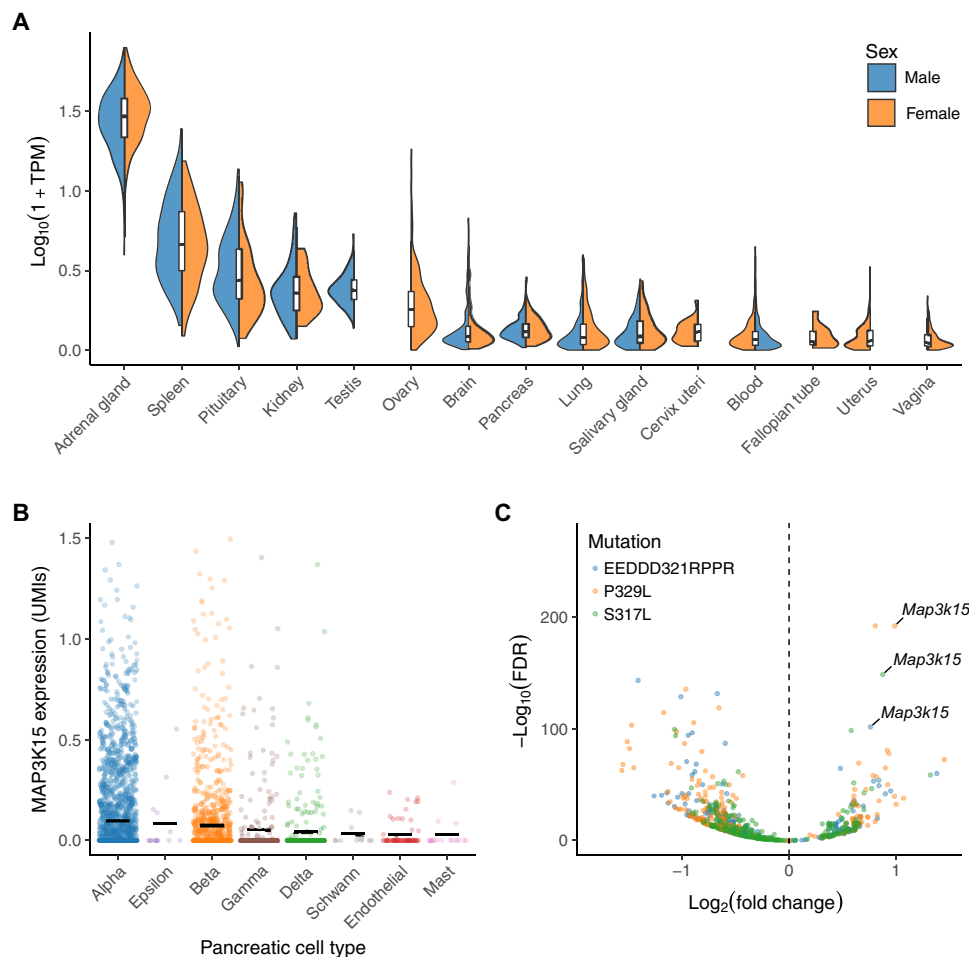 A
Sex
Male
Female
Log10(1 + TPM)
1.5
1.0
0.5
0.0
Adrenal gland
Spleen
Pituitary
Kidney
Testis
Ovary
Brain
Pancreas
Lung
Salivary gland
Cervix uteri
Blood
Fallopian tube
Uterus
Vagina
B
MAP3K15 expression (UMIs)
1.5
1.0
0.5
0.0
Alpha
Epsilon
Beta
Gamma
Delta
Schwann
Endothelial
Mast
Pancreatic cell type
C
Mutation
EEDDD321RPPR
P329L
S317L
Map3k15
Map3k15
Map3k15
−Log10(FDR)
200
100
0
−1
0
1
Log2(fold change)